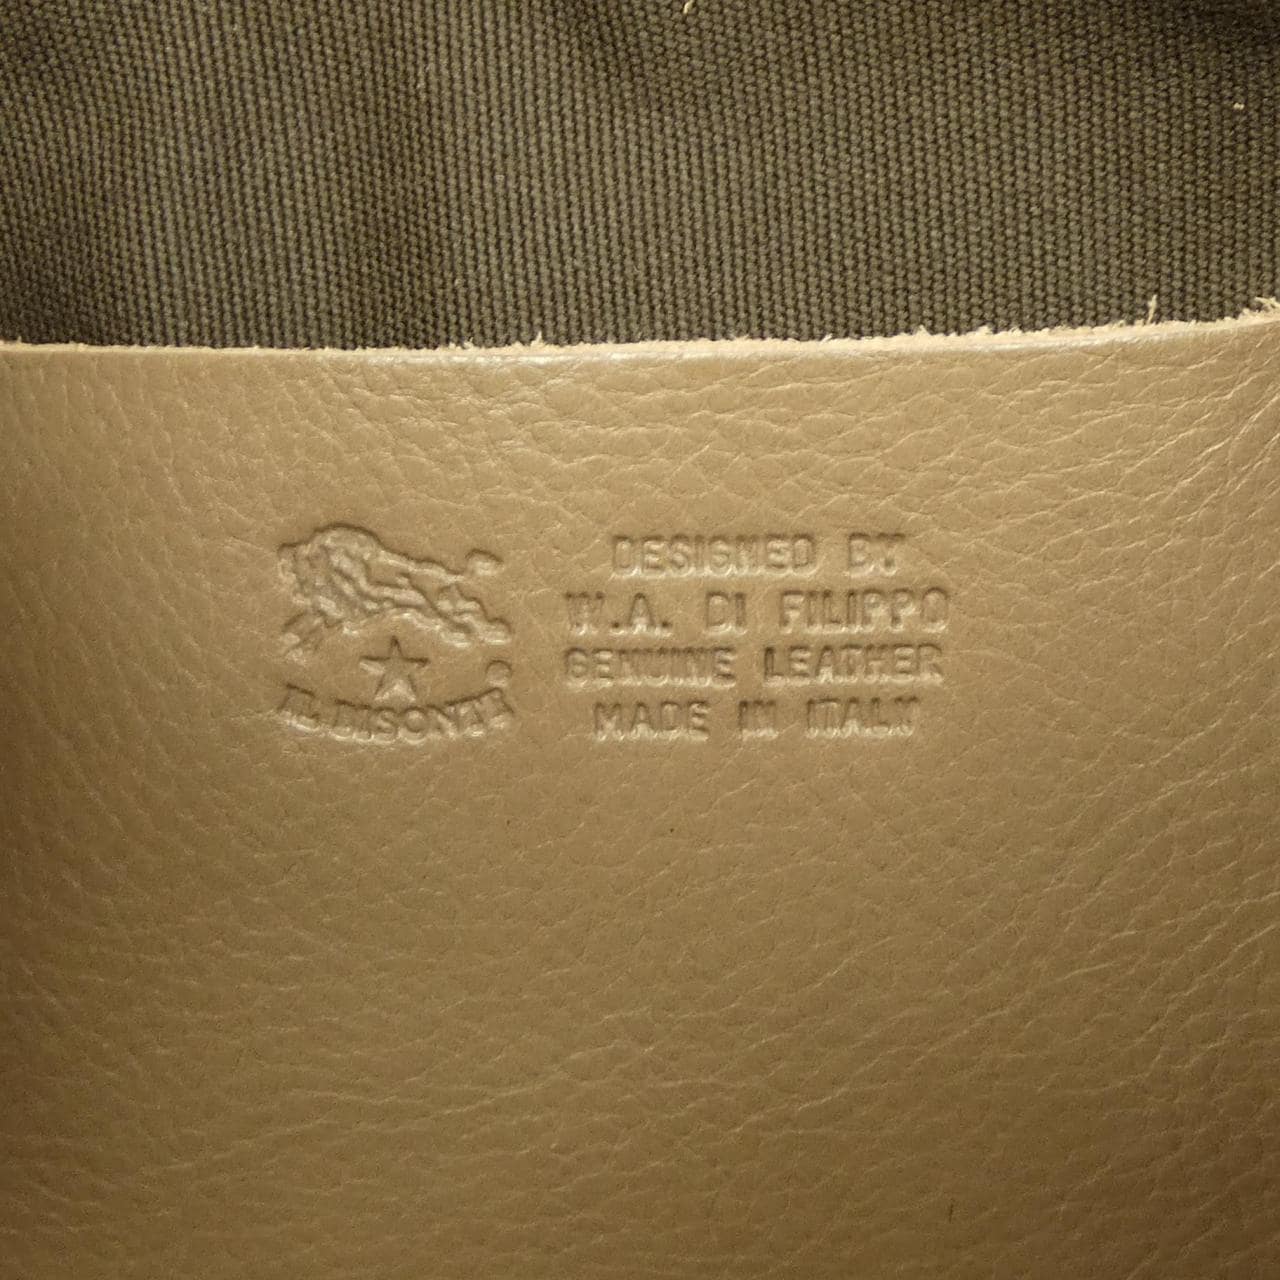 IL BISONTE®
DESIGNED BY
W.A. DI FILIPPO
GENUINE LEATHER
MADE IN ITALY